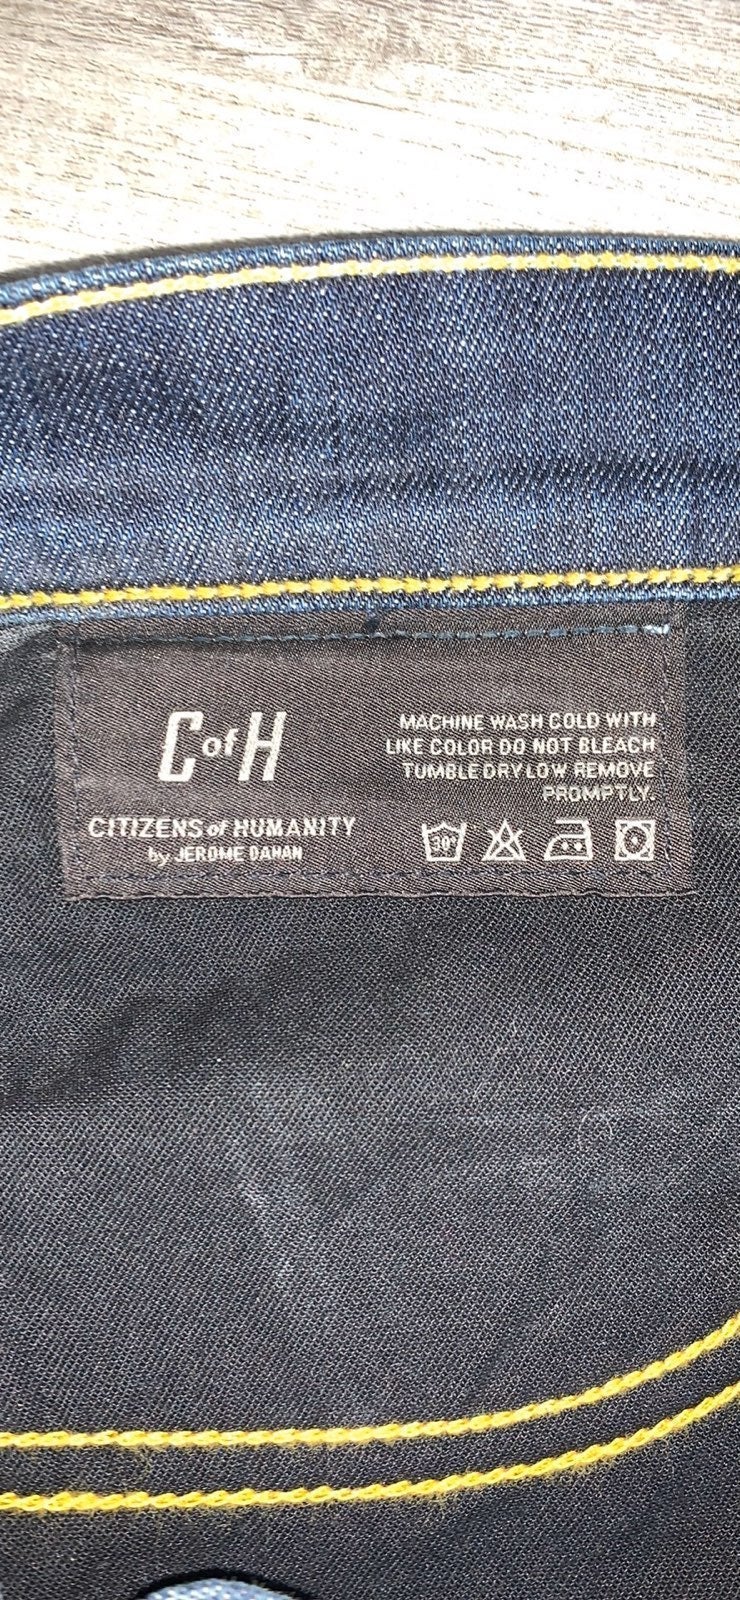 C of H
CITIZENS of HUMANITY
by JEROME DAHAN
MACHINE WASH COLD WITH
LIKE COLOR DO NOT BLEACH
TUMBLE DRY LOW REMOVE
PROMPTLY.
30°